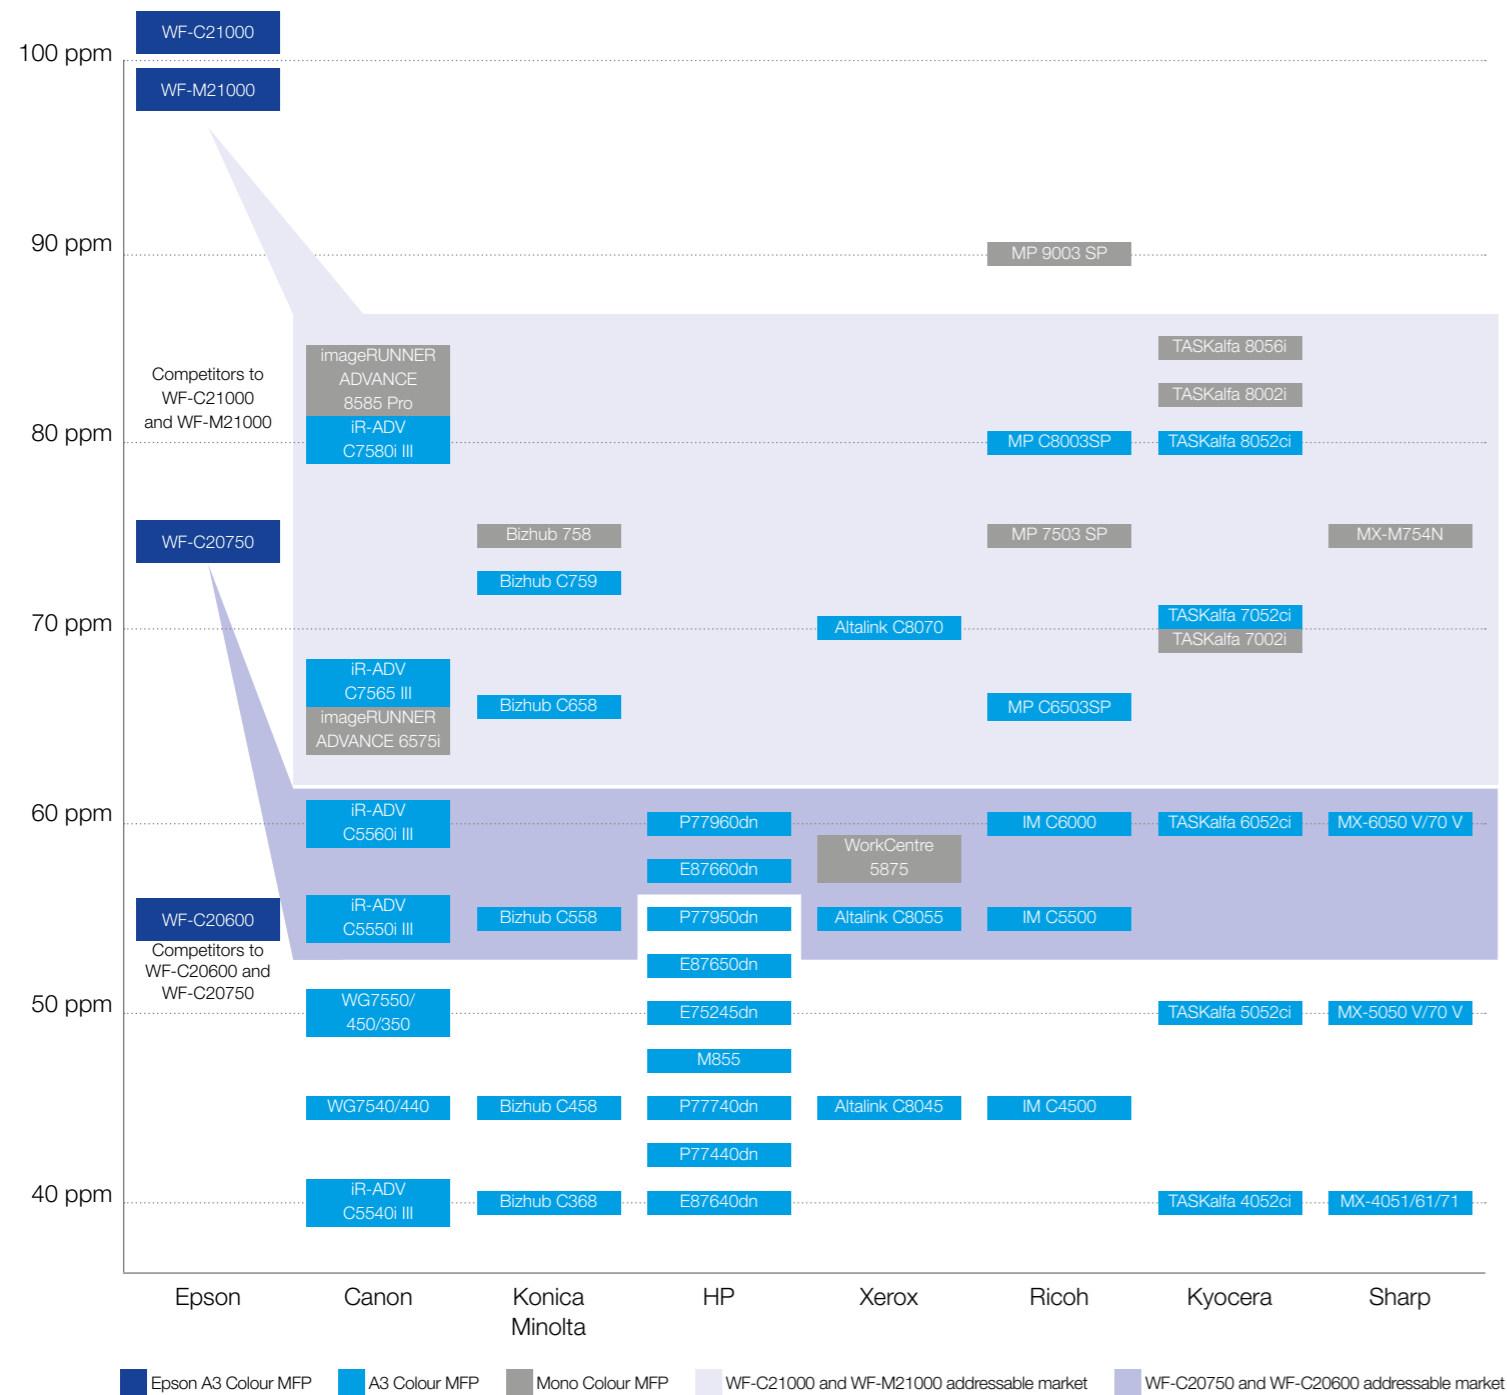 WF-C21000
100 ppm
WF-M21000
90 ppm
MP 9003 SP
Competitors to
WF-C21000
and WF-M21000
imageRUNNER
ADVANCE
8585 Pro
TASKalfa 8056i
TASKalfa 8002i
80 ppm
iR-ADV
C7580i III
MP C8003SP
TASKalfa 8052ci
WF-C20750
Bizhub 758
MP 7503 SP
MX-M754N
Bizhub C759
70 ppm
Altalink C8070
TASKalfa 7052ci
TASKalfa 7002i
iR-ADV
C7565 III
Bizhub C658
MP C6503SP
imageRUNNER
ADVANCE 6575i
60 ppm
iR-ADV
C5560i III
P77960dn
IM C6000
TASKalfa 6052ci
MX-6050 V/70 V
E87660dn
WorkCentre
5875
WF-C20600
iR-ADV
C5550i III
Bizhub C558
P77950dn
Altalink C8055
IM C5500
Competitors to
WF-C20600 and
WF-C20750
E87650dn
50 ppm
WG7550/
450/350
E75245dn
TASKalfa 5052ci
MX-5050 V/70 V
M855
WG7540/440
Bizhub C458
P77740dn
Altalink C8045
IM C4500
P77440dn
40 ppm
iR-ADV
C5540i III
Bizhub C368
E87640dn
TASKalfa 4052ci
MX-4051/61/71
Epson
Canon
Konica
Minolta
HP
Xerox
Ricoh
Kyocera
Sharp
Epson A3 Colour MFP
A3 Colour MFP
Mono Colour MFP
WF-C21000 and WF-M21000 addressable market
WF-C20750 and WF-C20600 addressable market